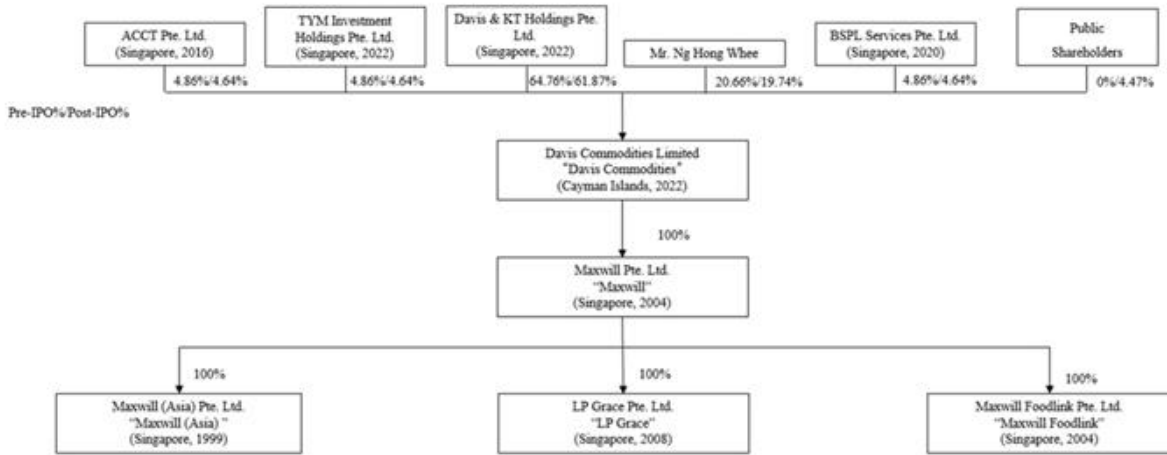 ACCT Pte. Ltd.
(Singapore, 2016)
TYM Investment
Holdings Pte. Ltd.
(Singapore, 2022)
Davis & KT Holdings Pte.
Ltd.
(Singapore, 2022)
Mr. Ng Hong Whee
BSPL Services Pte. Ltd.
(Singapore, 2020)
Public
Shareholders
4.86%/4.64%
4.86%/4.64%
64.76%/61.87%
20.66%/19.74%
4.86%/4.64%
0%/4.47%
Pre-IPO%/Post-IPO%
Davis Commodities Limited
"Davis Commodities"
(Cayman Islands, 2022)
100%
Maxwill Pte. Ltd.
“Maxwill”
(Singapore, 2004)
100%
100%
100%
Maxwill (Asia) Pte. Ltd.
“Maxwill (Asia) ”
(Singapore, 1999)
LP Grace Pte. Ltd.
“LP Grace”
(Singapore, 2008)
Maxwill Foodlink Pte. Ltd.
“Maxwill Foodlink”
(Singapore, 2004)